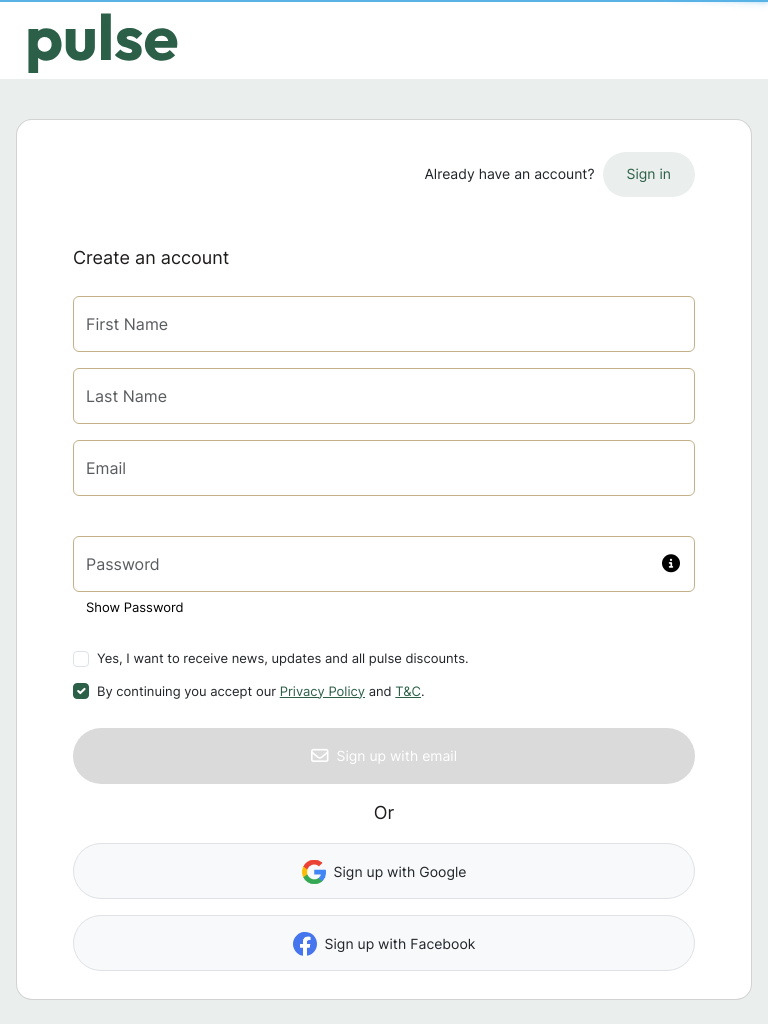 pulse
Already have an account? Sign in
Create an account
First Name
Last Name
Email
Password
Show Password
Yes, I want to receive news, updates and all pulse discounts.
By continuing you accept our Privacy Policy and T&C.
Sign up with email
Or
Sign up with Google
Sign up with Facebook